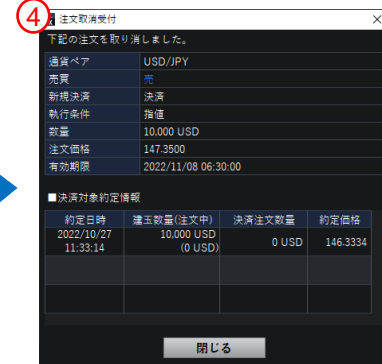 ④
注文取消受付
下記の注文を取り消しました。
通貨ペア USD/JPY
売買 売
新規決済 決済
執行条件 指値
数量 10,000 USD
注文価格 147.3500
有効期限 2022/11/08 06:30:00
■決済対象約定情報
約定日時 建玉数量(注文中) 決済注文数量 約定価格
2022/10/27 11:33:14 10,000 USD (0 USD) 0 USD 146.3334
閉じる